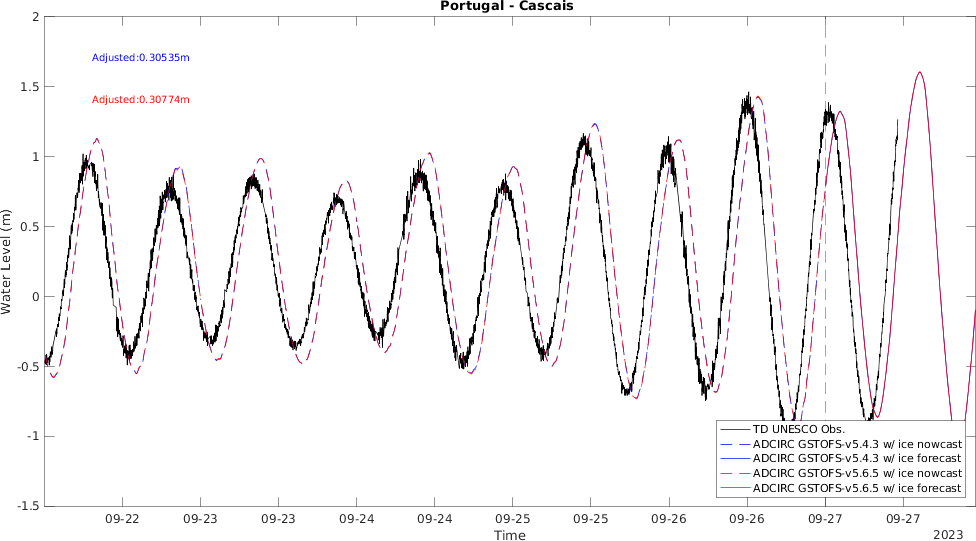 Portugal - Cascais
2
1.5
1
0.5
0
-0.5
-1
-1.5
Water Level (m)
Adjusted:0.30535m
Adjusted:0.30774m
TD UNESCO Obs.
ADCIRC GSTOFS-v5.4.3 w/ ice nowcast
ADCIRC GSTOFS-v5.4.3 w/ ice forecast
ADCIRC GSTOFS-v5.6.5 w/ ice nowcast
ADCIRC GSTOFS-v5.6.5 w/ ice forecast
09-22 09-23 09-23 09-24 09-24 09-25 09-25 09-26 09-26 09-27 09-27
Time
2023